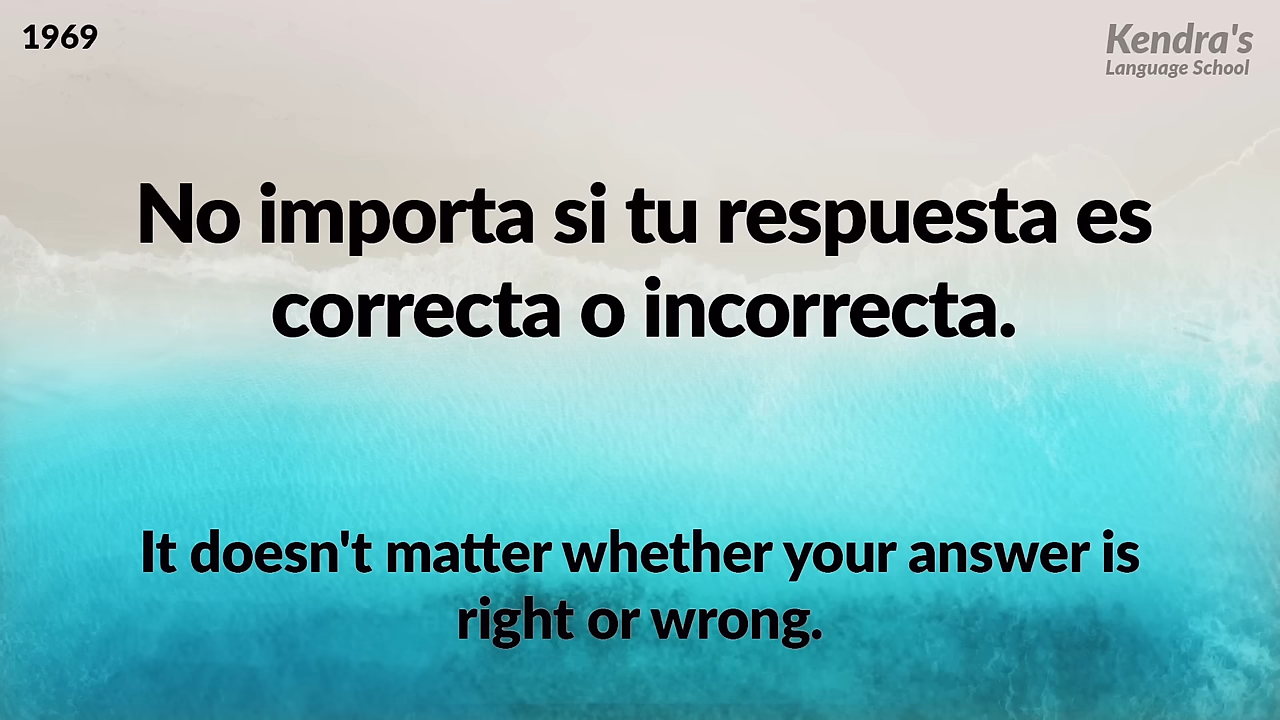 1969
Kendra's
Language School
No importa si tu respuesta es
correcta o incorrecta.
It doesn't matter whether your answer is
right or wrong.